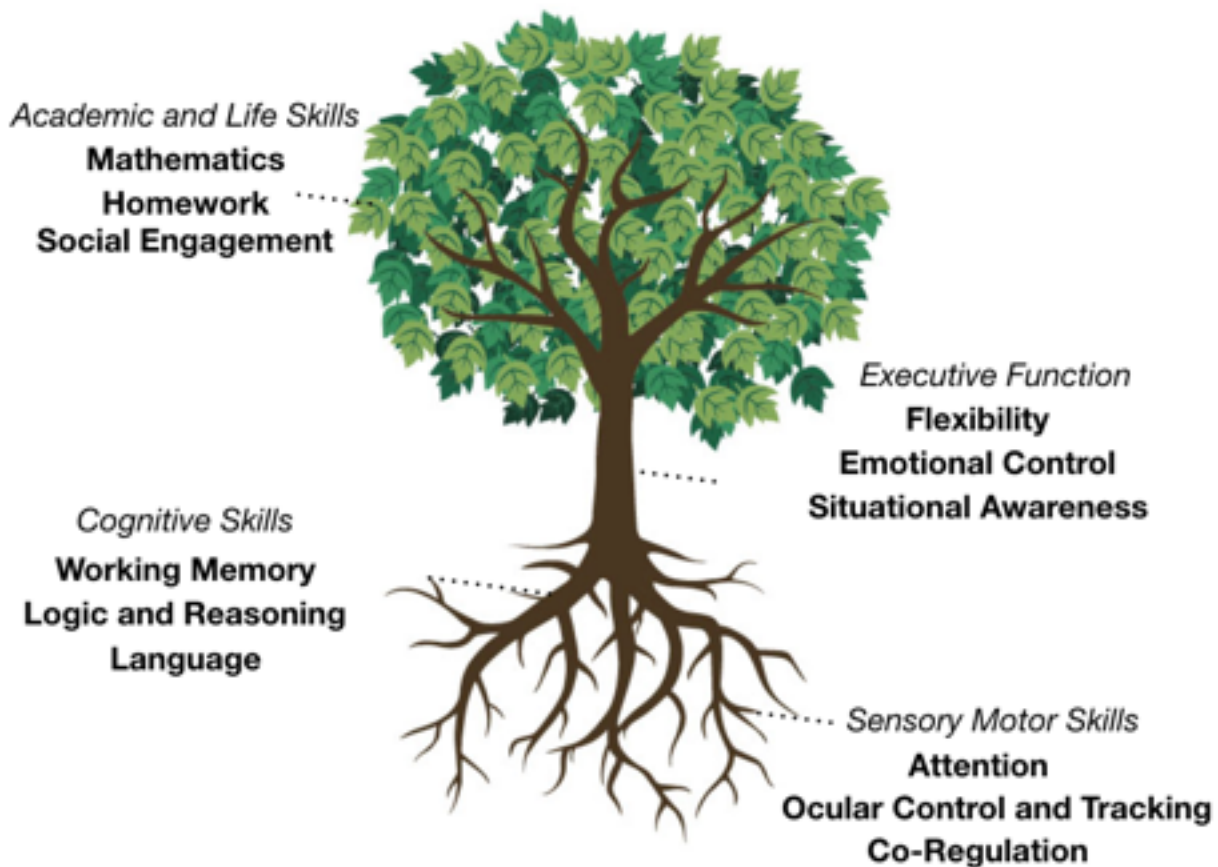 Academic and Life Skills
Mathematics
Homework
Social Engagement
Executive Function
Flexibility
Emotional Control
Situational Awareness
Cognitive Skills
Working Memory
Logic and Reasoning
Language
Sensory Motor Skills
Attention
Ocular Control and Tracking
Co-Regulation